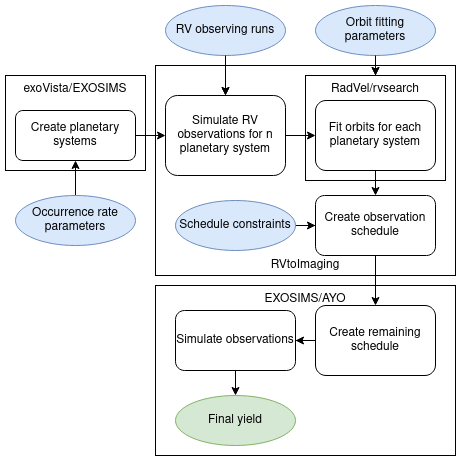 RV observing runs
Orbit fitting
parameters
exoVista/EXOSIMS
RadVel/rvsearch
Create planetary
systems
Simulate RV
observations for n
planetary system
Fit orbits for each
planetary system
Occurrence rate
parameters
Schedule constraints
Create observation
schedule
RVtoImaging
EXOSIMS/AYO
Simulate observations
Create remaining
schedule
Final yield